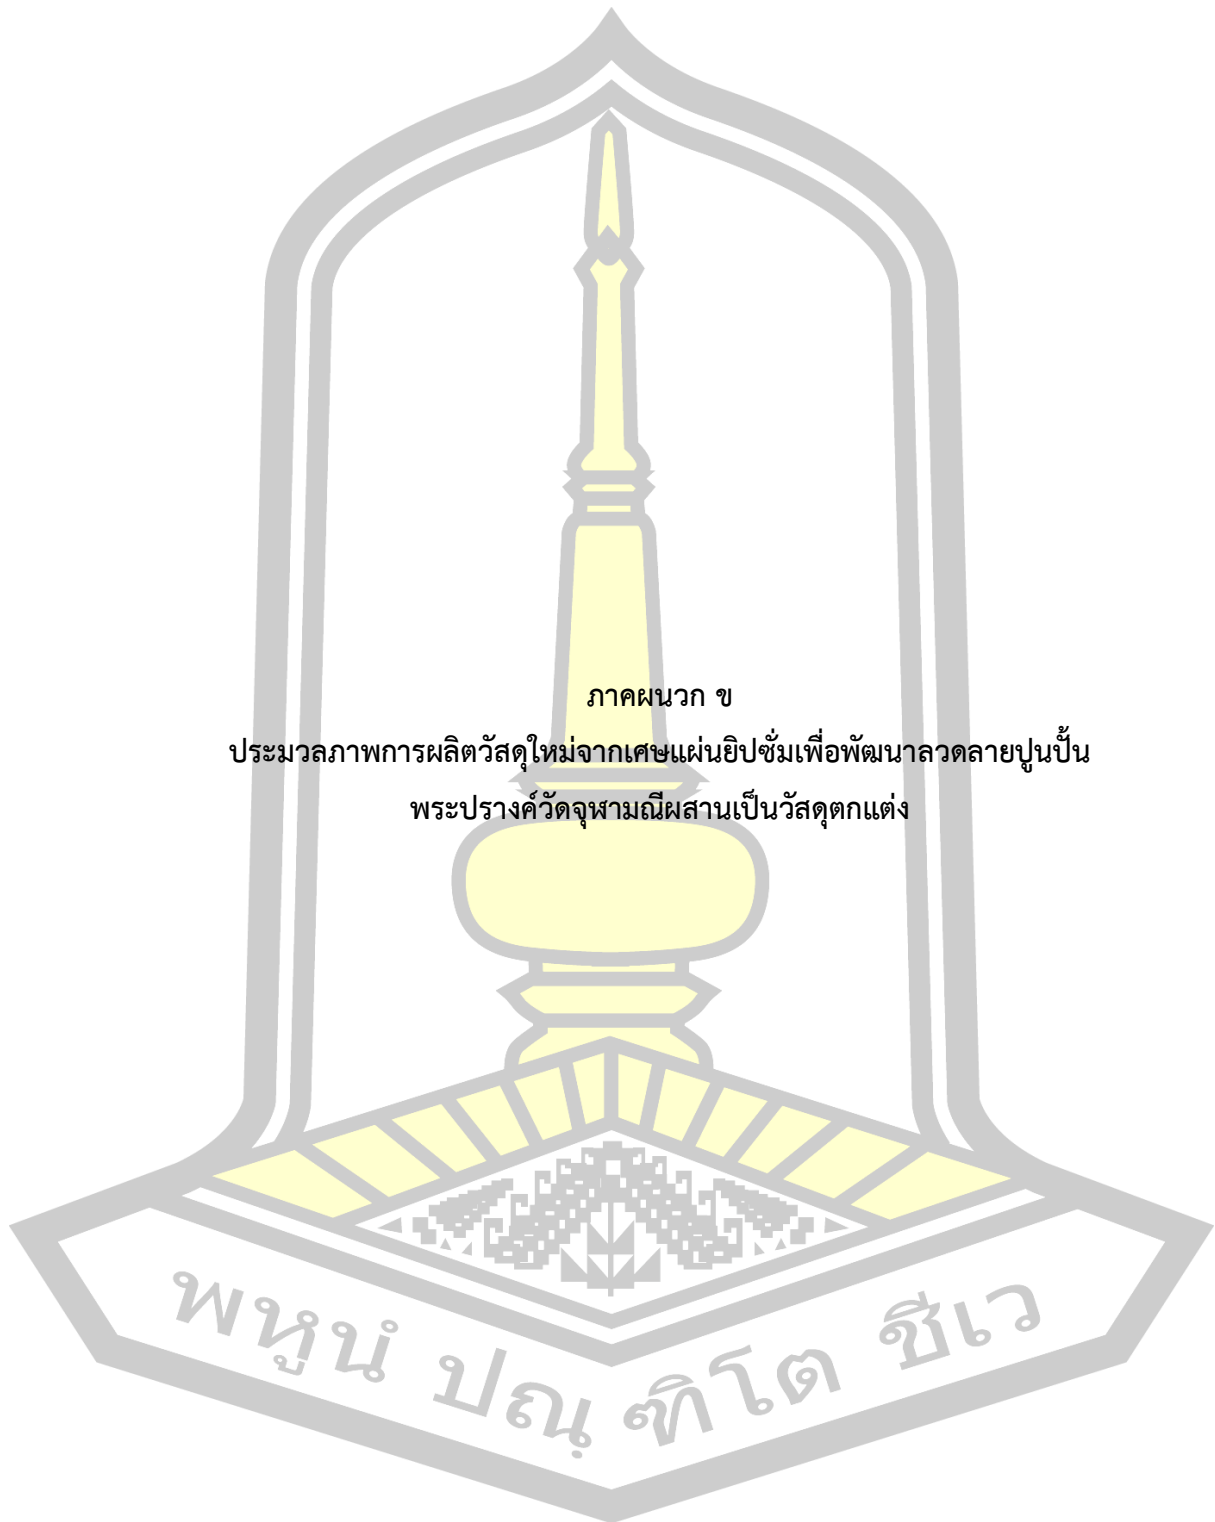 ภาคผนวก ข
ประมวลภาพการผลิตวัสดุใหม่จากเศษแผ่นยิปซั่มเพื่อพัฒนาลวดลายปูนปั้น
พระปรางค์วัดจุฬามณีผสานเป็นวัสดุตกแต่ง
พหูนํ ปณฺฑิโต ชีเว